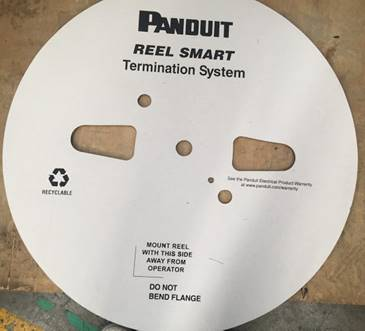 PANDUIT
REEL SMART
Termination System
See the Panduit Electrical Product Warranty
at www.panduit.com/warranty
RECYCLABLE
MOUNT REEL
WITH THIS SIDE
AWAY FROM
OPERATOR
DO NOT
BEND FLANGE